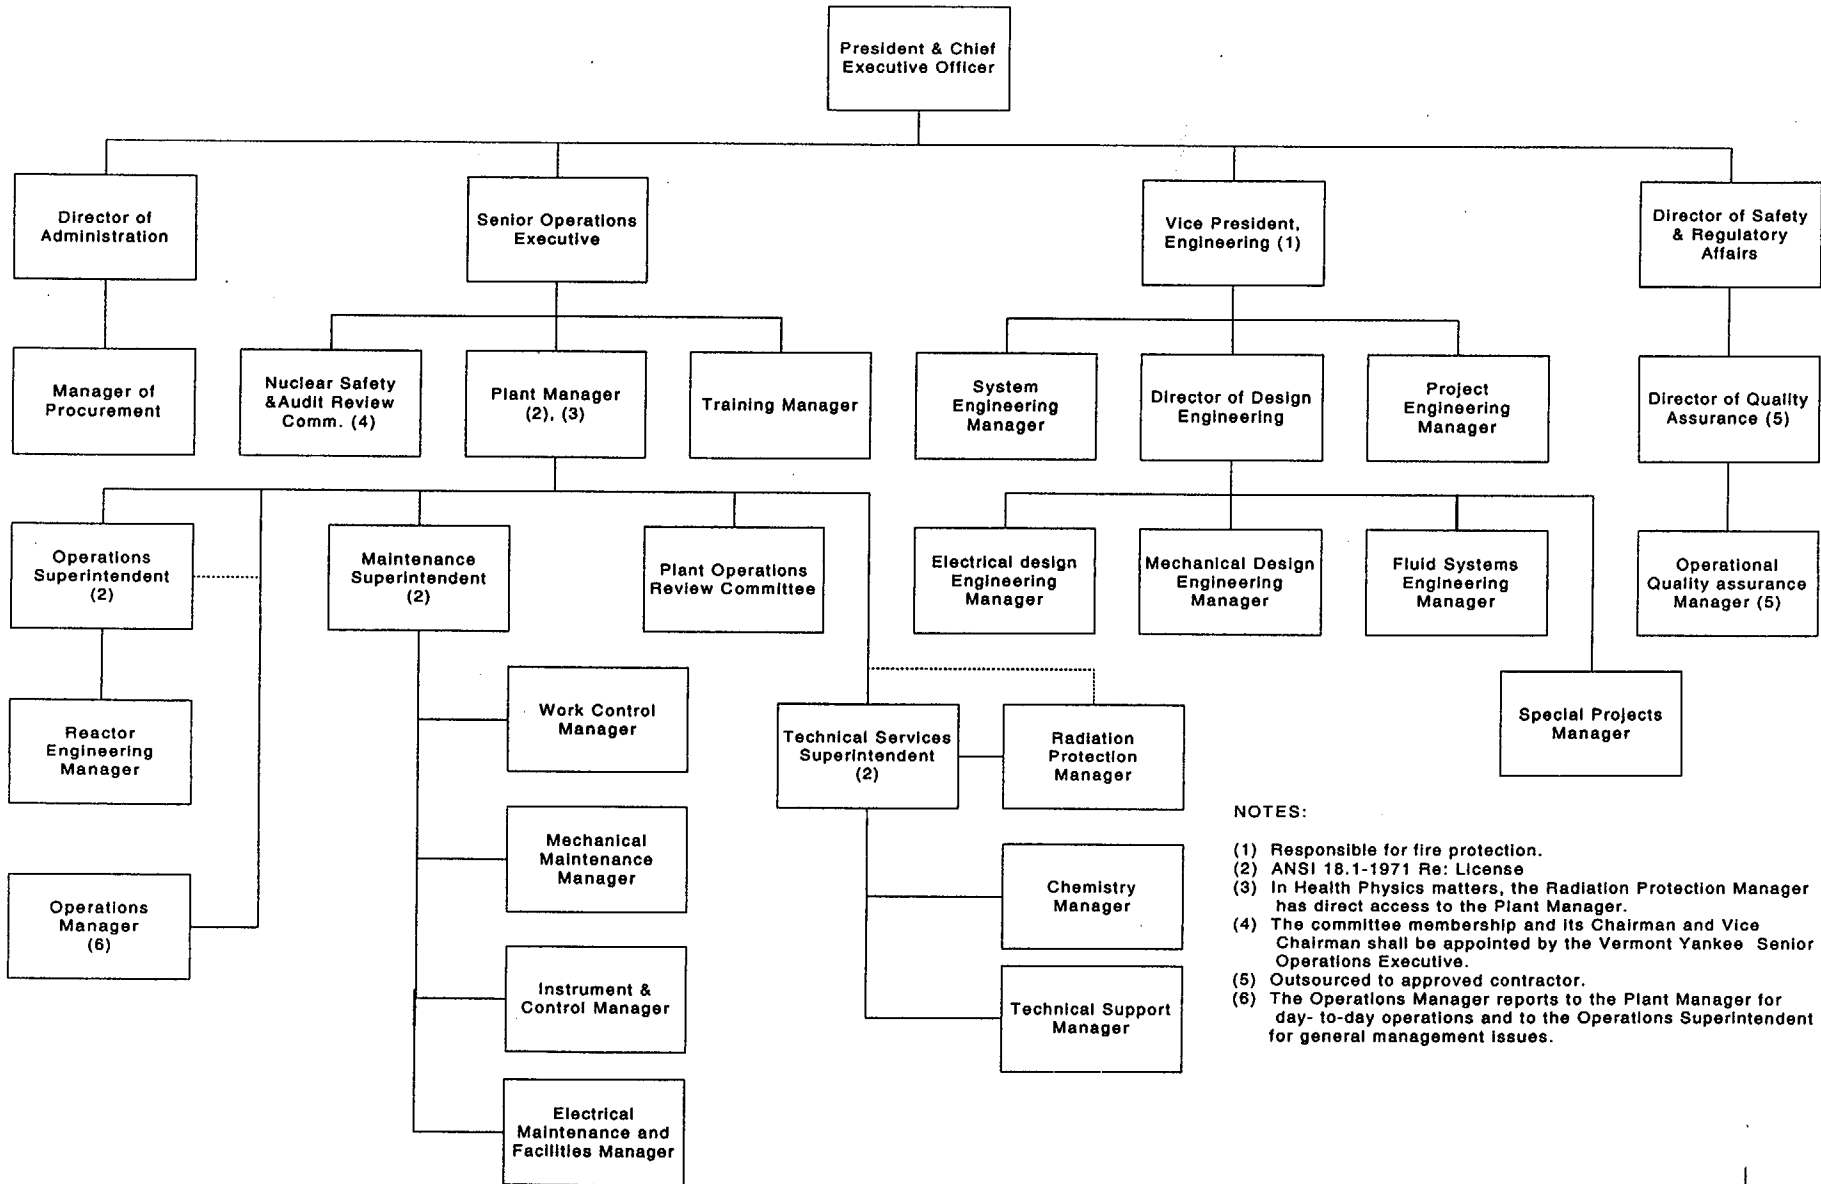 President & Chief
Executive Officer
Director of
Administration
Senior Operations
Executive
Vice President,
Engineering (1)
Director of Safety
& Regulatory
Affairs
Manager of
Procurement
Nuclear Safety
&Audit Review
Comm. (4)
Plant Manager
(2), (3)
Training Manager
System
Engineering
Manager
Director of Design
Engineering
Project
Engineering
Manager
Director of Quality
Assurance (5)
Operations
Superintendent
(2)
Maintenance
Superintendent
(2)
Plant Operations
Review Committee
Electrical design
Engineering
Manager
Mechanical Design
Engineering
Manager
Fluid Systems
Engineering
Manager
Operational
Quality assurance
Manager (5)
Reactor
Engineering
Manager
Work Control
Manager
Technical Services
Superintendent
(2)
Radiation
Protection
Manager
Special Projects
Manager
Mechanical
Maintenance
Manager
Chemistry
Manager
Operations
Manager
(6)
Instrument &
Control Manager
Technical Support
Manager
Electrical
Maintenance and
Facilities Manager
NOTES:
(1) Responsible for fire protection.
(2) ANSI 18.1-1971 Re: License
(3) In Health Physics matters, the Radiation Protection Manager
has direct access to the Plant Manager.
(4) The committee membership and its Chairman and Vice
Chairman shall be appointed by the Vermont Yankee Senior
Operations Executive.
(5) Outsourced to approved contractor.
(6) The Operations Manager reports to the Plant Manager for
day- to-day operations and to the Operations Superintendent
for general management issues.